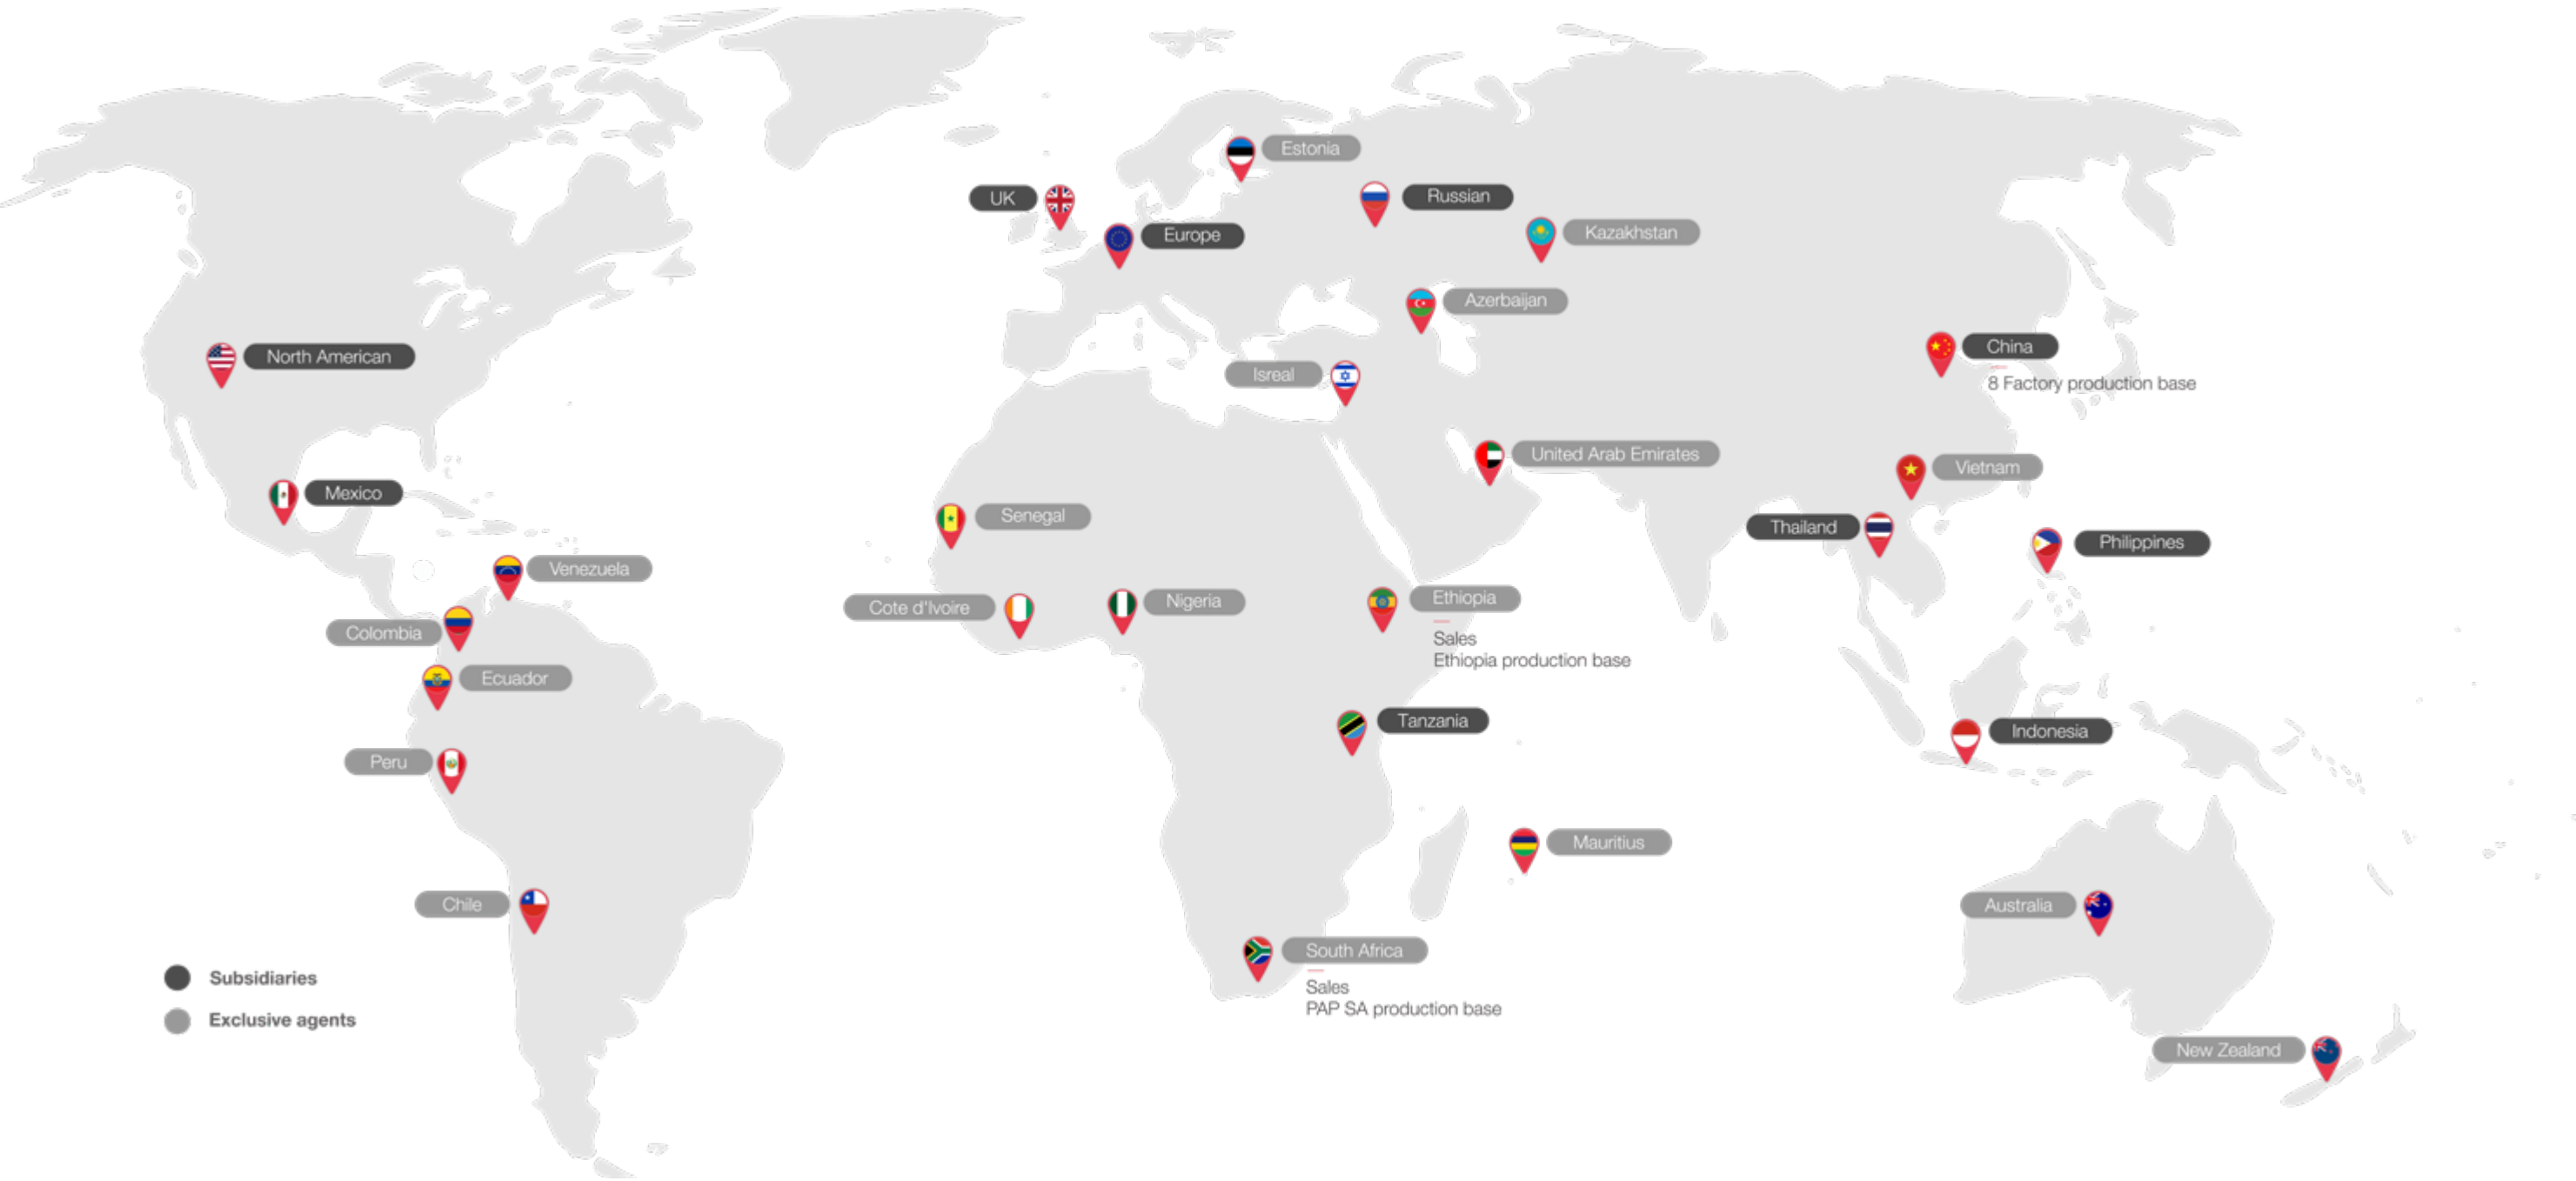 Estonia
UK
Russian
Europe
Kazakhstan
Azerbaijan
North American
China
8 Factory production base
Isreal
United Arab Emirates
Vietnam
Mexico
Senegal
Thailand
Philippines
Venezuela
Cote d'Ivoire
Nigeria
Ethiopia
Sales
Ethiopia production base
Colombia
Ecuador
Tanzania
Indonesia
Peru
Mauritius
Chile
Australia
South Africa
Sales
PAP SA production base
Subsidiaries
Exclusive agents
New Zealand